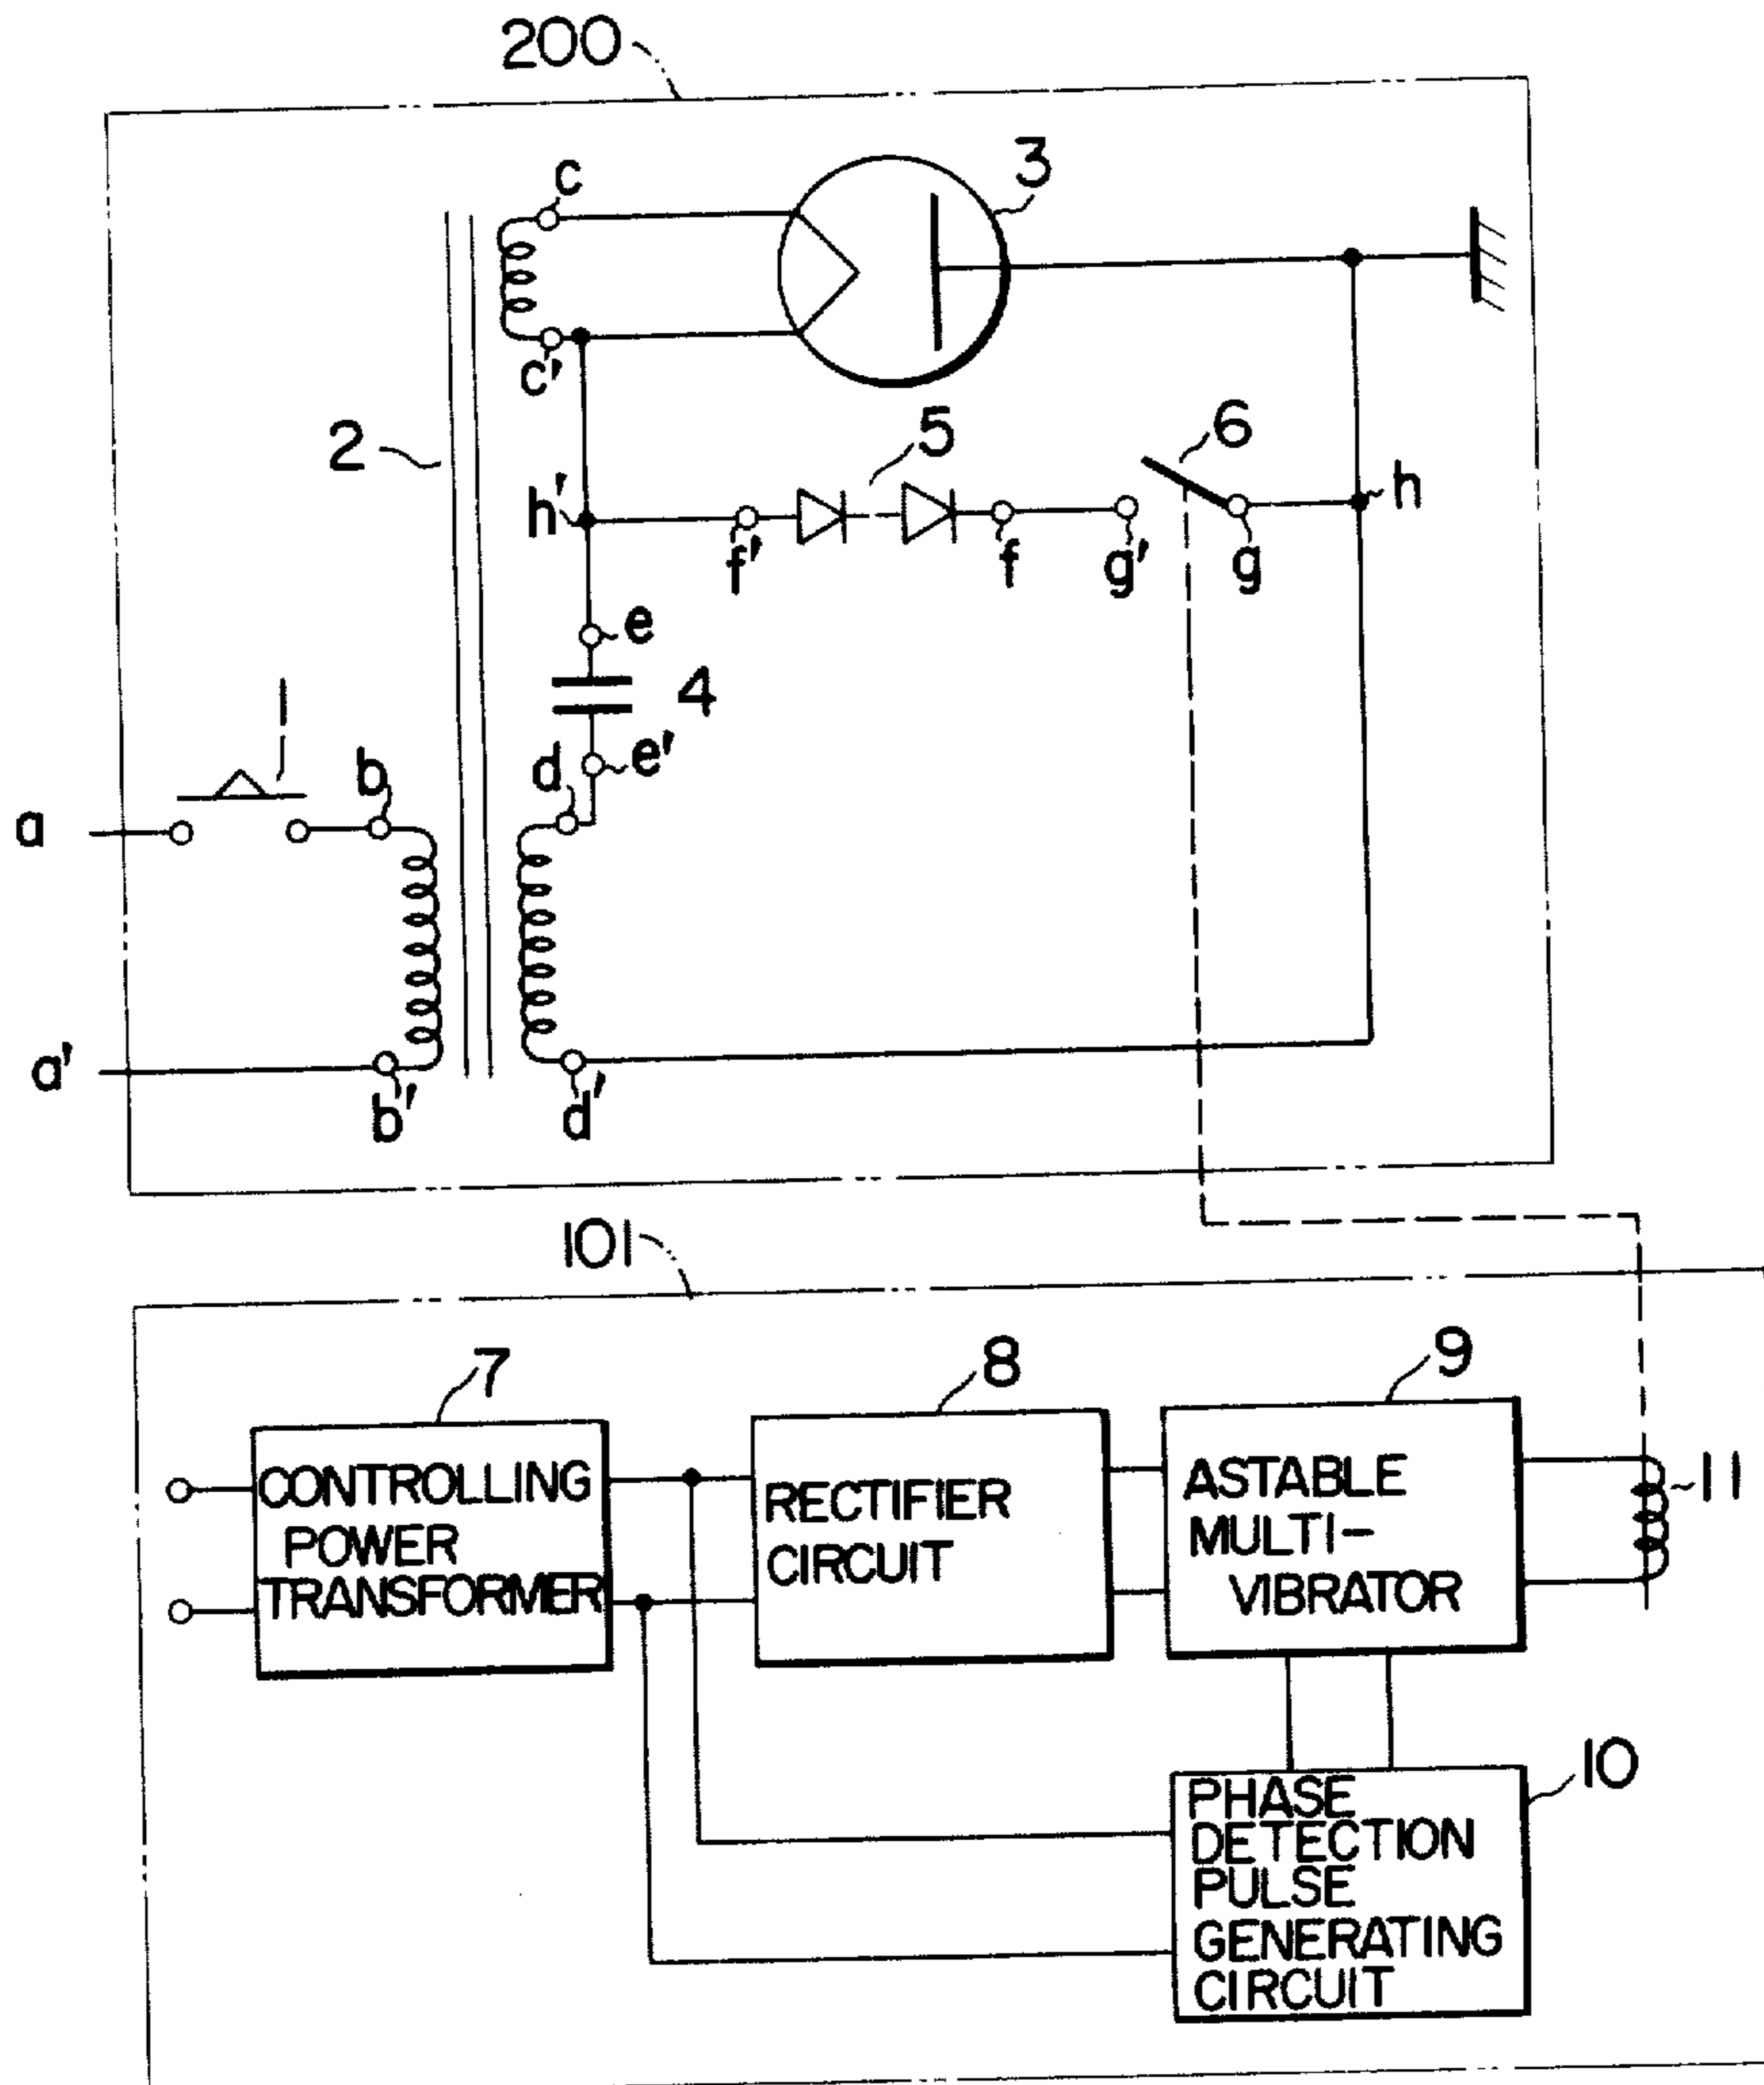 200
c
3
c'
2
5
6
h'
h
f'
f
g'
g
e
4
e'
1
b
d
a
a'
b'
d'
101
7
8
9
CONTROLLING
POWER
TRANSFORMER
RECTIFIER
CIRCUIT
ASTABLE
MULTI-
VIBRATOR
11
10
PHASE
DETECTION
PULSE
GENERATING
CIRCUIT